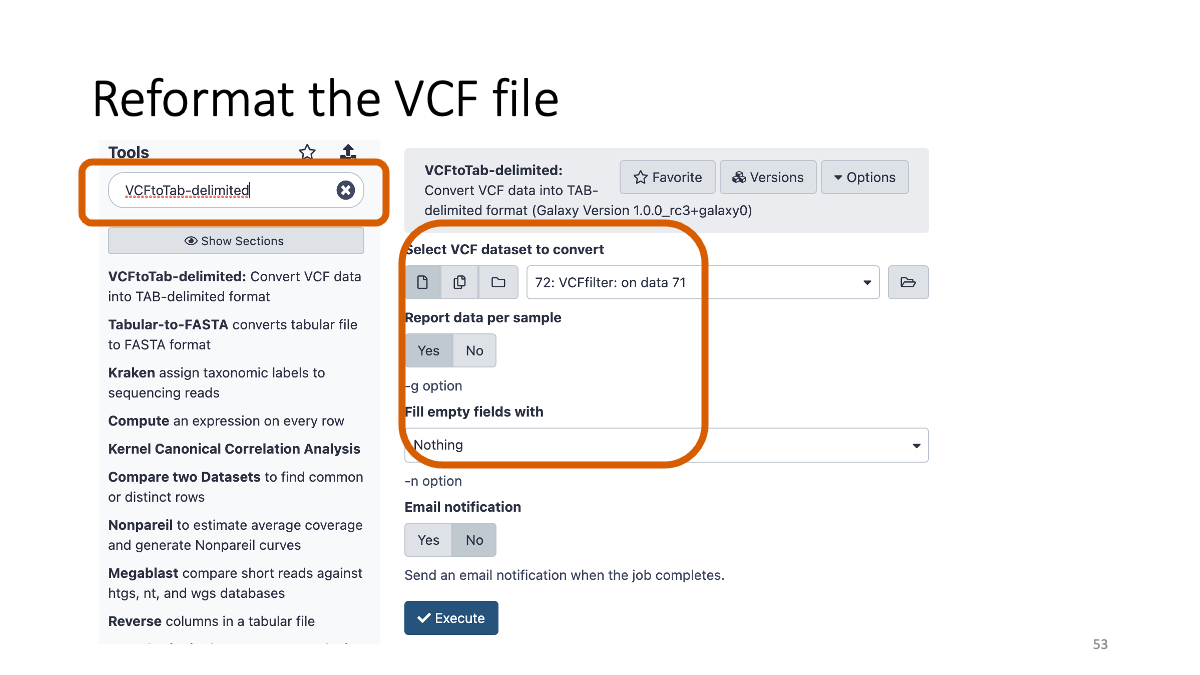 Reformat the VCF file
Tools
VCFtoTab-delimited
Show Sections
VCFtoTab-delimited: Convert VCF data
into TAB-delimited format
Tabular-to-FASTA converts tabular file
to FASTA format
Kraken assign taxonomic labels to
sequencing reads
Compute an expression on every row
Kernel Canonical Correlation Analysis
Compare two Datasets to find common
or distinct rows
Nonpareil to estimate average coverage
and generate Nonpareil curves
Megablast compare short reads against
htgs, nt, and wgs databases
Reverse columns in a tabular file
VCFtoTab-delimited:
Convert VCF data into TAB-
delimited format (Galaxy Version 1.0.0_rc3+galaxy0)
Favorite
Versions
Options
Select VCF dataset to convert
72: VCFfilter: on data 71
Report data per sample
Yes No
-g option
Fill empty fields with
Nothing
-n option
Email notification
Yes No
Send an email notification when the job completes.
Execute
53